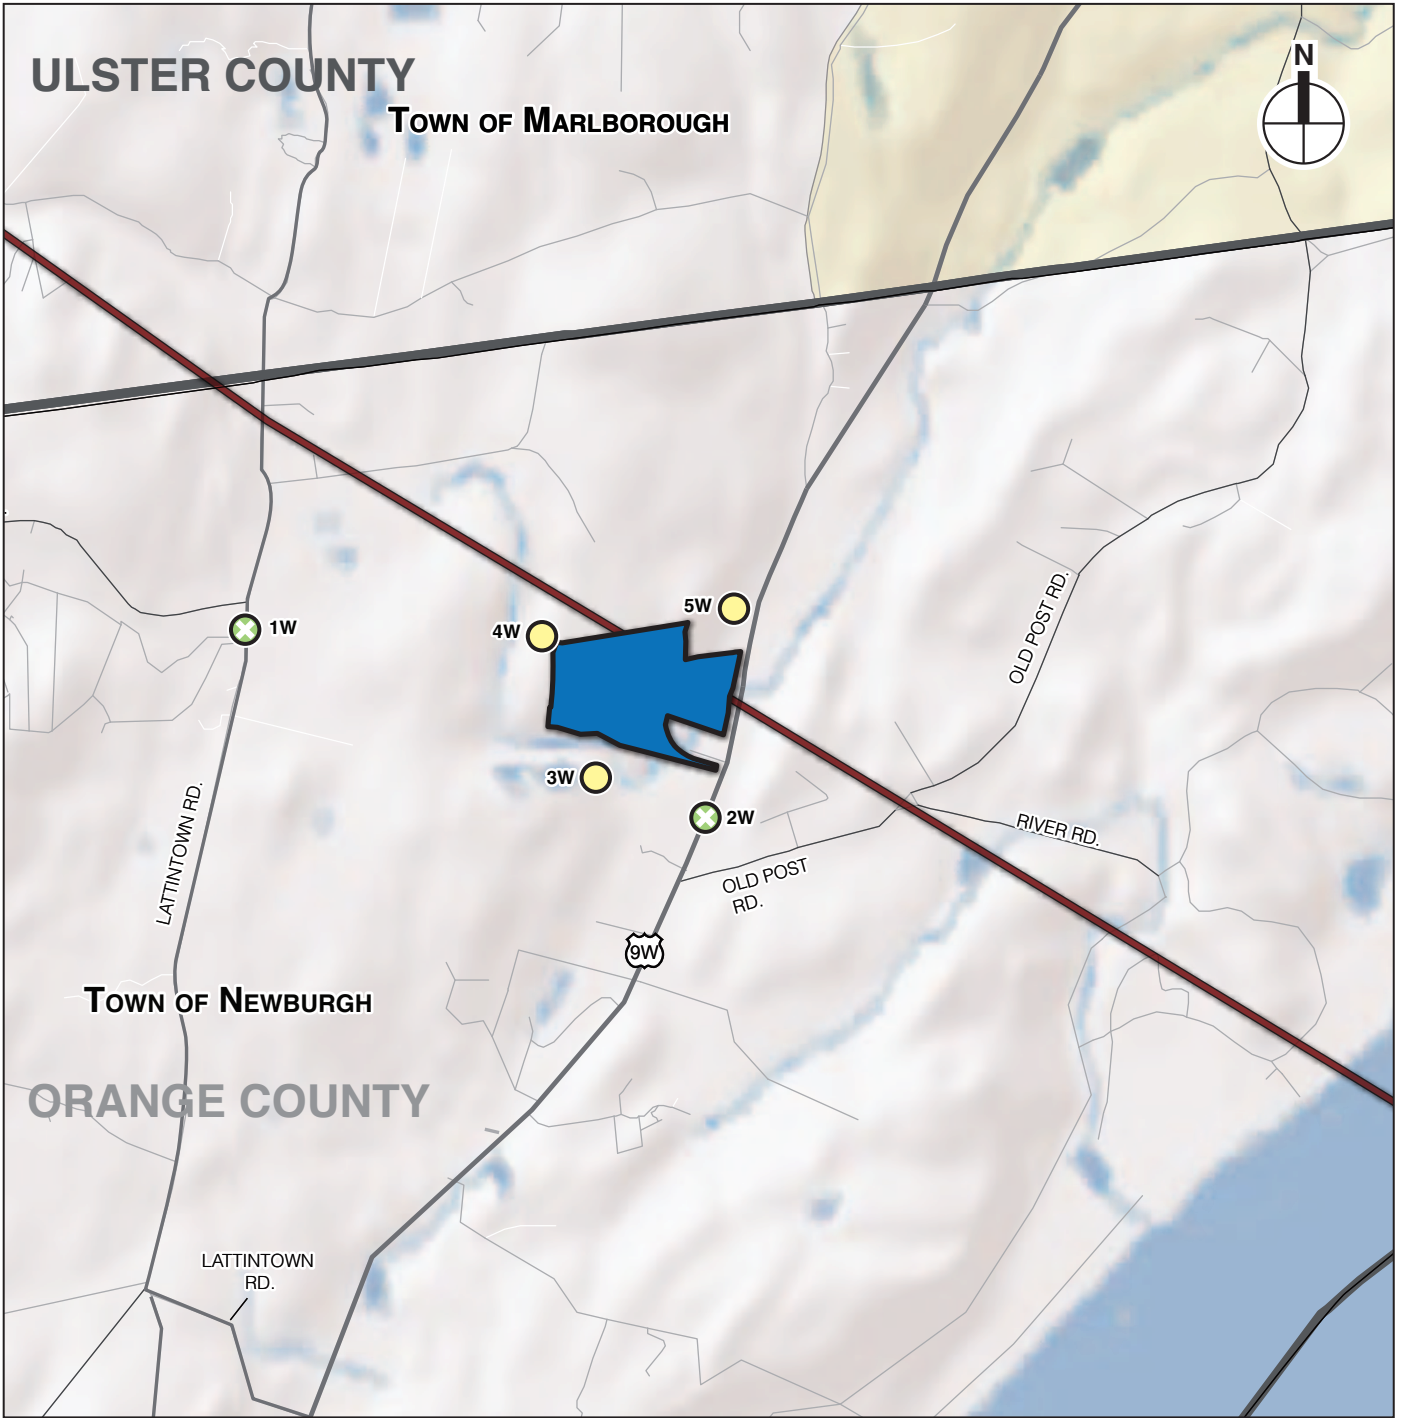 ULSTER COUNTY
N
TOWN OF MARLBOROUGH
5W
1W
4W
OLD POST RD.
3W
2W
LATTINTOWN RD.
RIVER RD.
OLD POST
RD.
9W
TOWN OF NEWBURGH
ORANGE COUNTY
LATTINTOWN
RD.